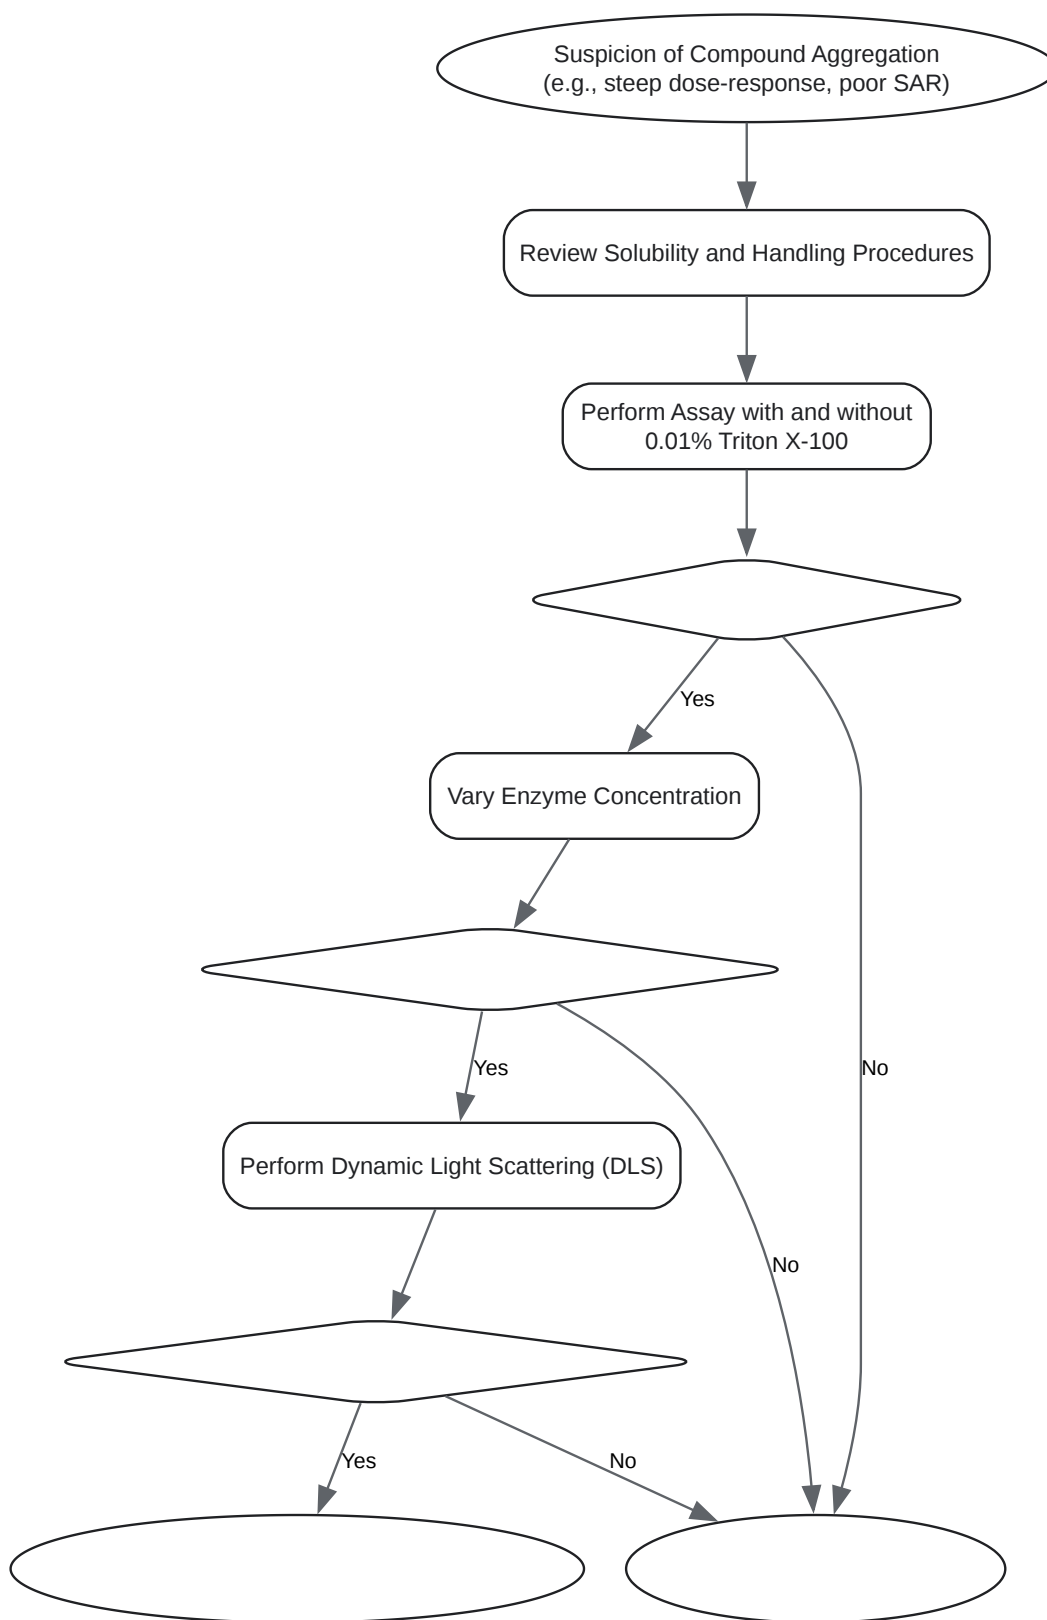 Suspicion of Compound Aggregation
(e.g., steep dose-response, poor SAR)
Review Solubility and Handling Procedures
Perform Assay with and without
0.01% Triton X-100
Yes
Vary Enzyme Concentration
Yes
No
Perform Dynamic Light Scattering (DLS)
No
Yes
No